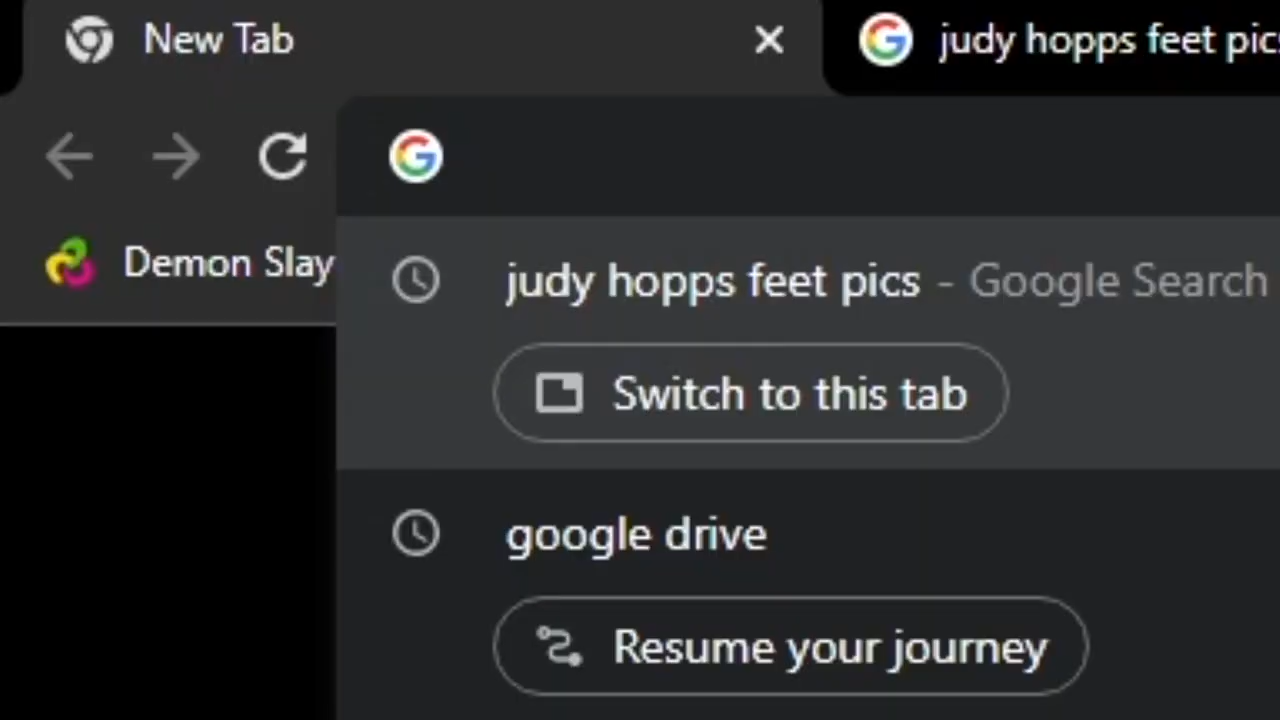 New Tab
judy hopps feet pic
Demon Slay
judy hopps feet pics - Google Search
Switch to this tab
google drive
Resume your journey